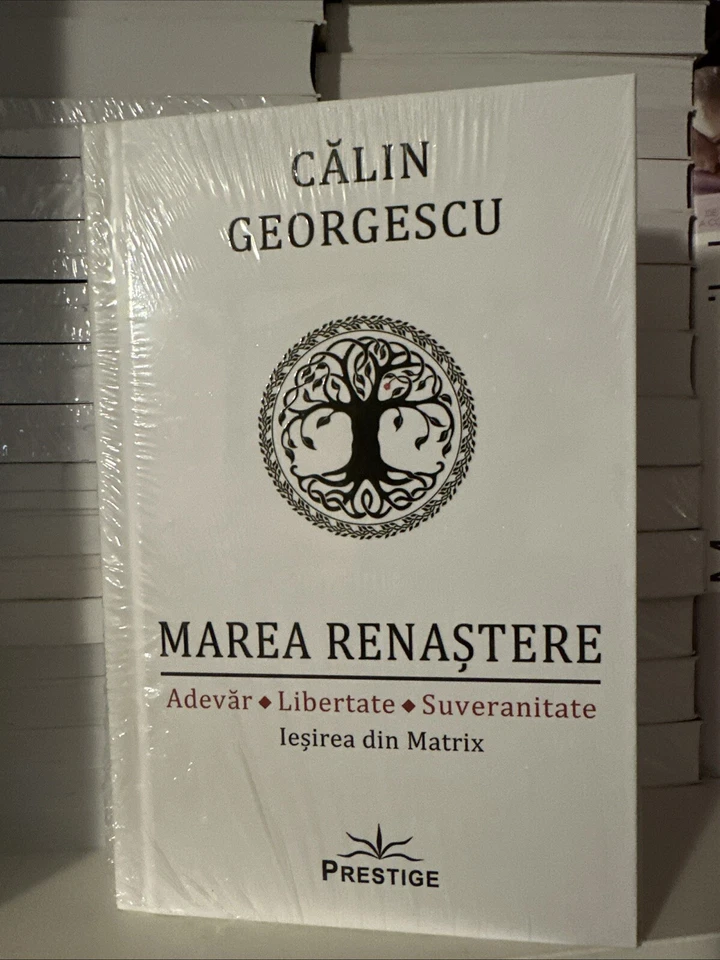 CĂLIN
GEORGESCU
MAREA RENAȘTERE
Adevăr ◆ Libertate ◆ Suveranitate
Ieșirea din Matrix
PRESTIGE